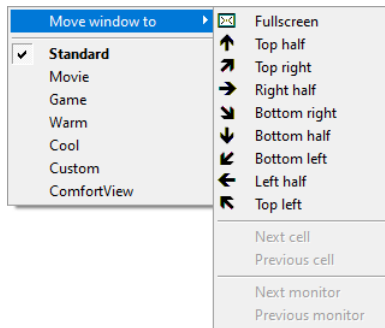 Move window to
Standard
Movie
Game
Warm
Cool
Custom
ComfortView
Fullscreen
Top half
Top right
Right half
Bottom right
Bottom half
Bottom left
Left half
Top left
Next cell
Previous cell
Next monitor
Previous monitor